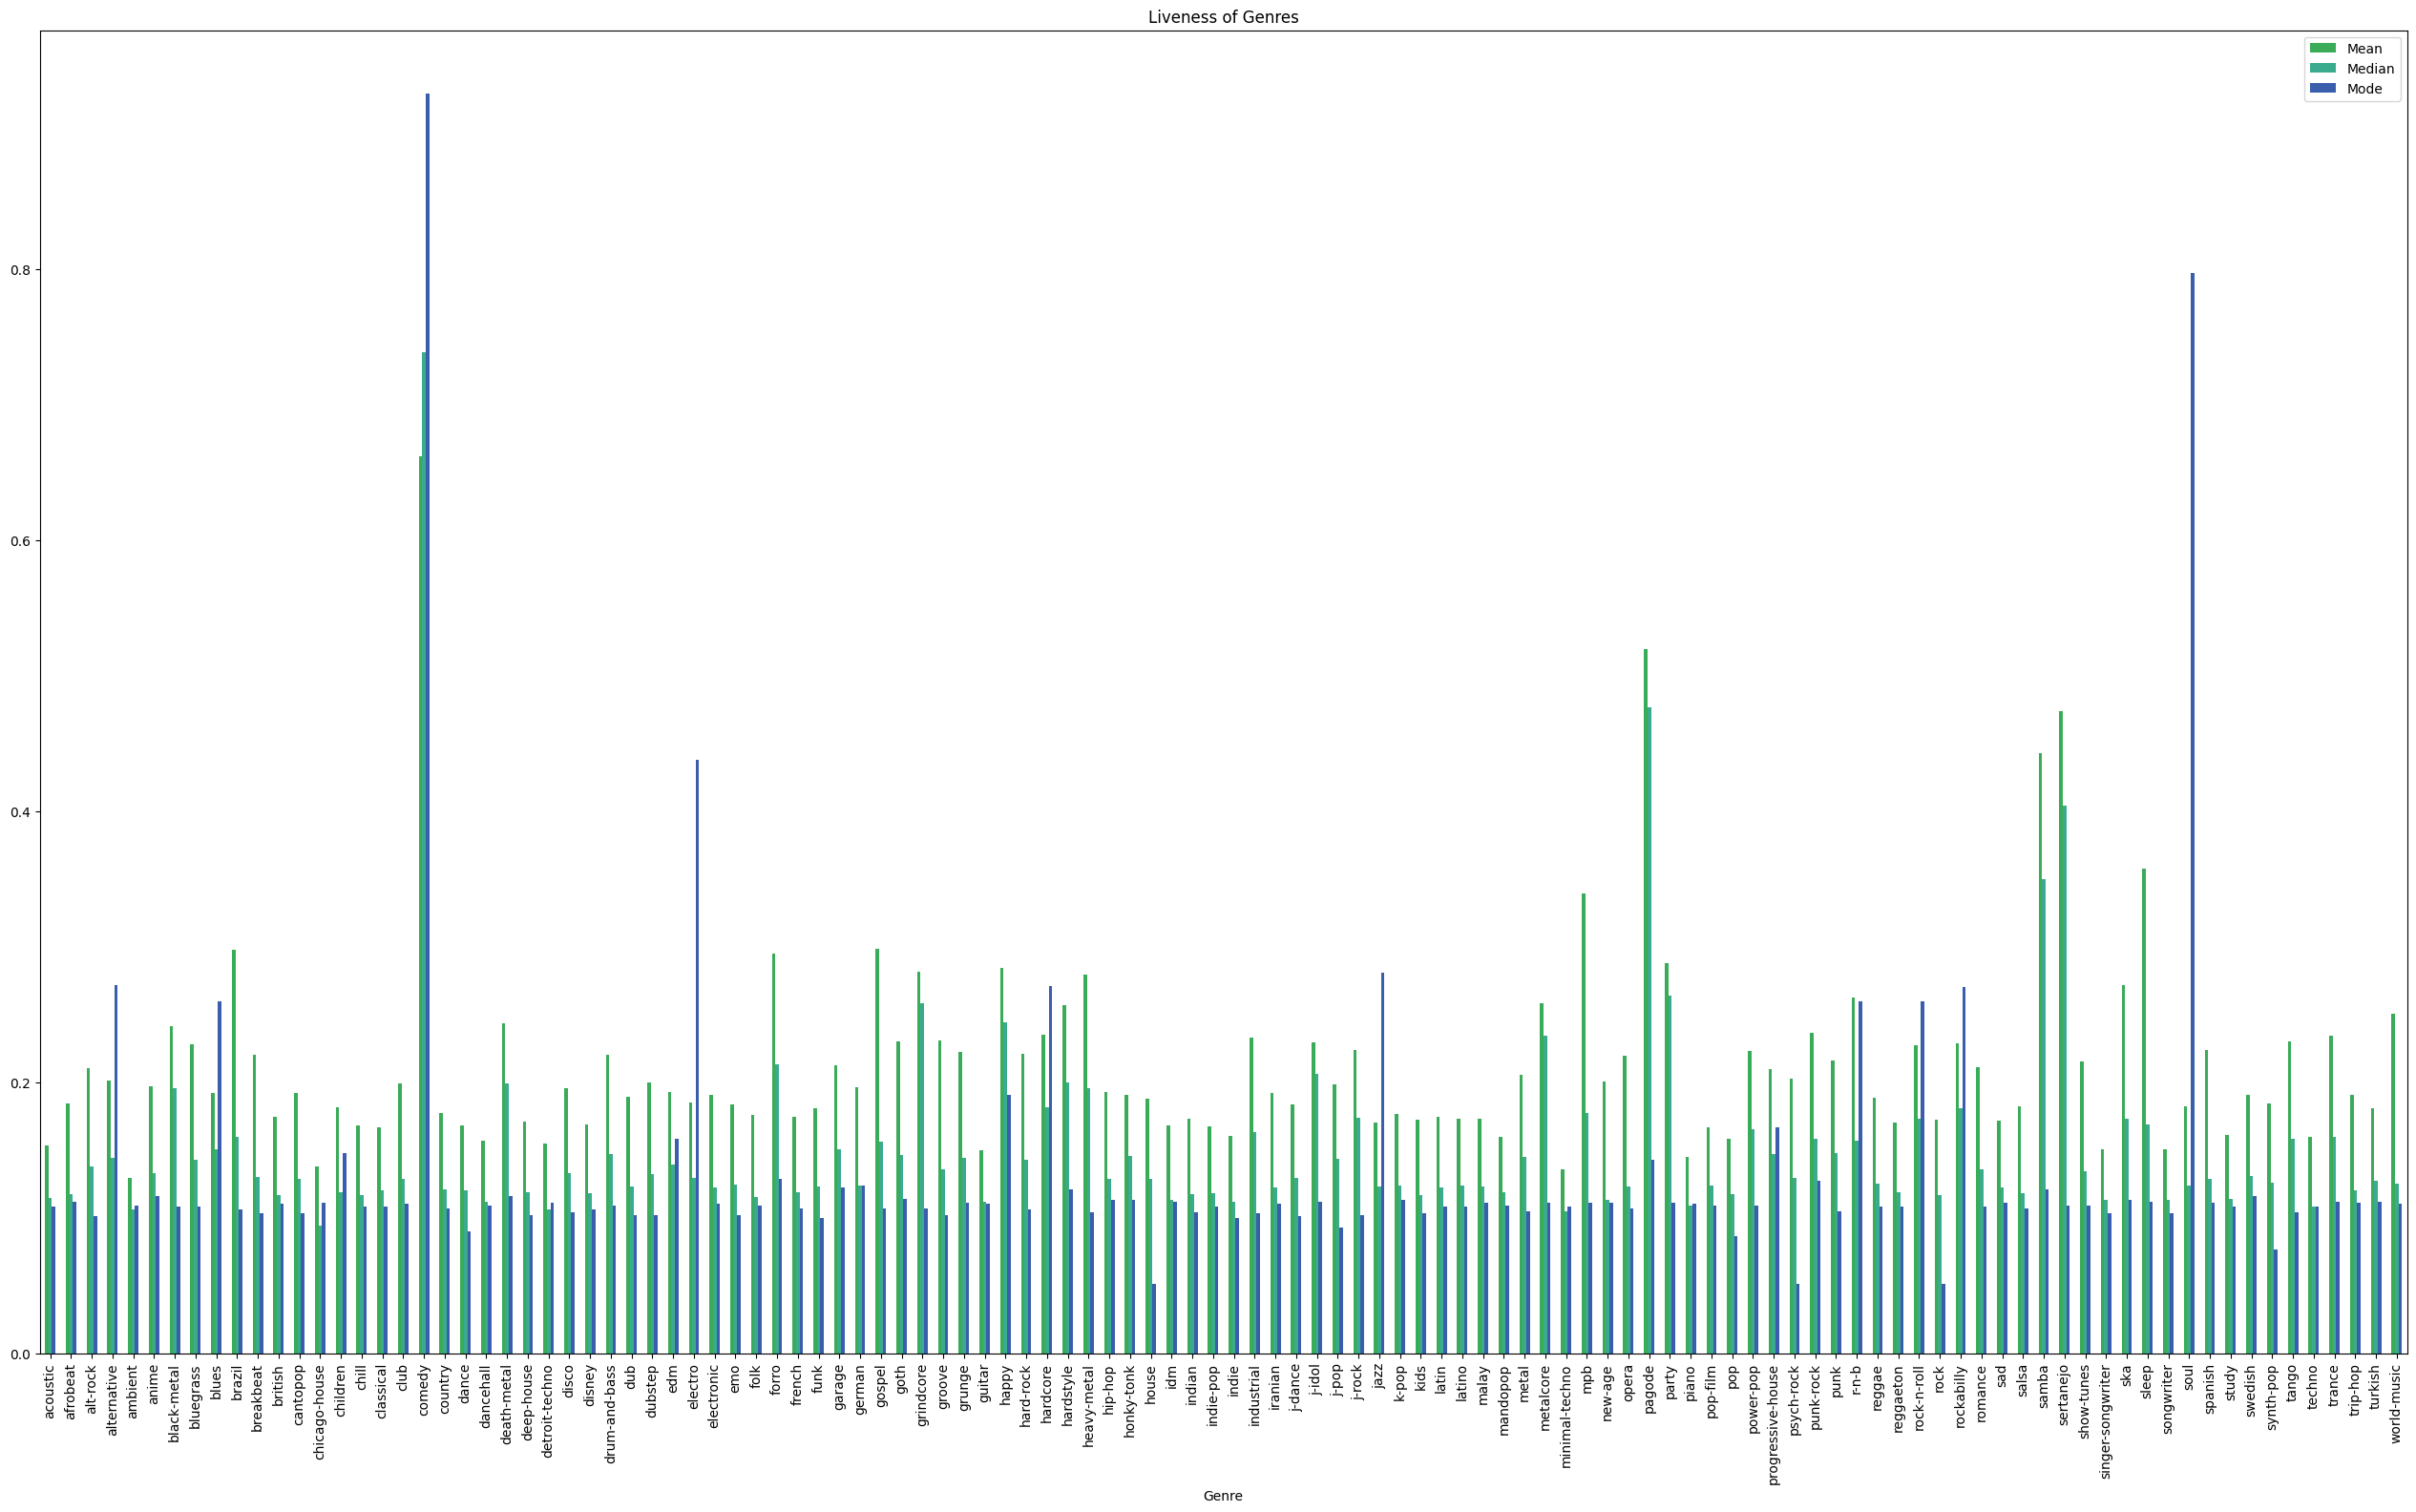 Liveness of Genres
Mean
Median
Mode
0.8
0.6
0.4
0.2
0.0
acoustic
afrobeat
alt-rock
alternative
ambient
anime
black-metal
bluegrass
blues
brazil
breakbeat
british
cantopop
chicago-house
children
chill
classical
club
comedy
country
dance
dancehall
death-metal
deep-house
detroit-techno
disco
disney
drum-and-bass
dub
dubstep
edm
electro
electronic
emo
folk
forro
french
funk
garage
german
gospel
goth
grindcore
groove
grunge
guitar
happy
hard-rock
hardcore
hardstyle
heavy-metal
hip-hop
honky-tonk
house
idm
indian
indie-pop
indie
industrial
iranian
j-dance
j-idol
j-pop
j-rock
jazz
k-pop
kids
latin
latino
malay
mandopop
metal
metalcore
minimal-techno
mpb
new-age
opera
pagode
party
piano
pop-film
pop
power-pop
progressive-house
psych-rock
punk-rock
punk
r-n-b
reggae
reggaeton
rock-n-roll
rock
rockabilly
romance
sad
salsa
samba
sertanejo
show-tunes
singer-songwriter
ska
sleep
songwriter
soul
spanish
study
swedish
synth-pop
tango
techno
trance
trip-hop
turkish
world-music
Genre